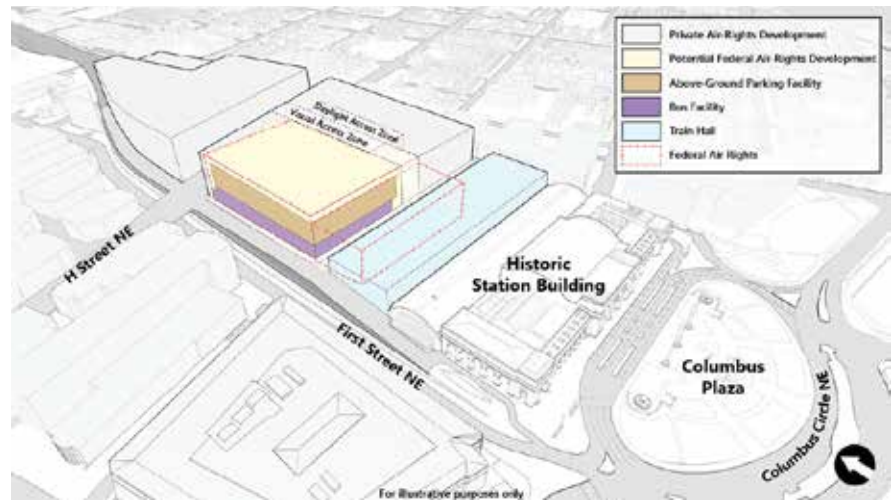 Private Air-Rights Development
Potential Federal Air Rights Development
Above-Ground Parking Facility
Bus Facility
Train Hall
Federal Air Rights
Daylight Access Zone
Visual Access Zone
H Street NE
Historic
Station Building
First Street NE
Columbus
Plaza
Columbus Circle NE
For illustrative purposes only